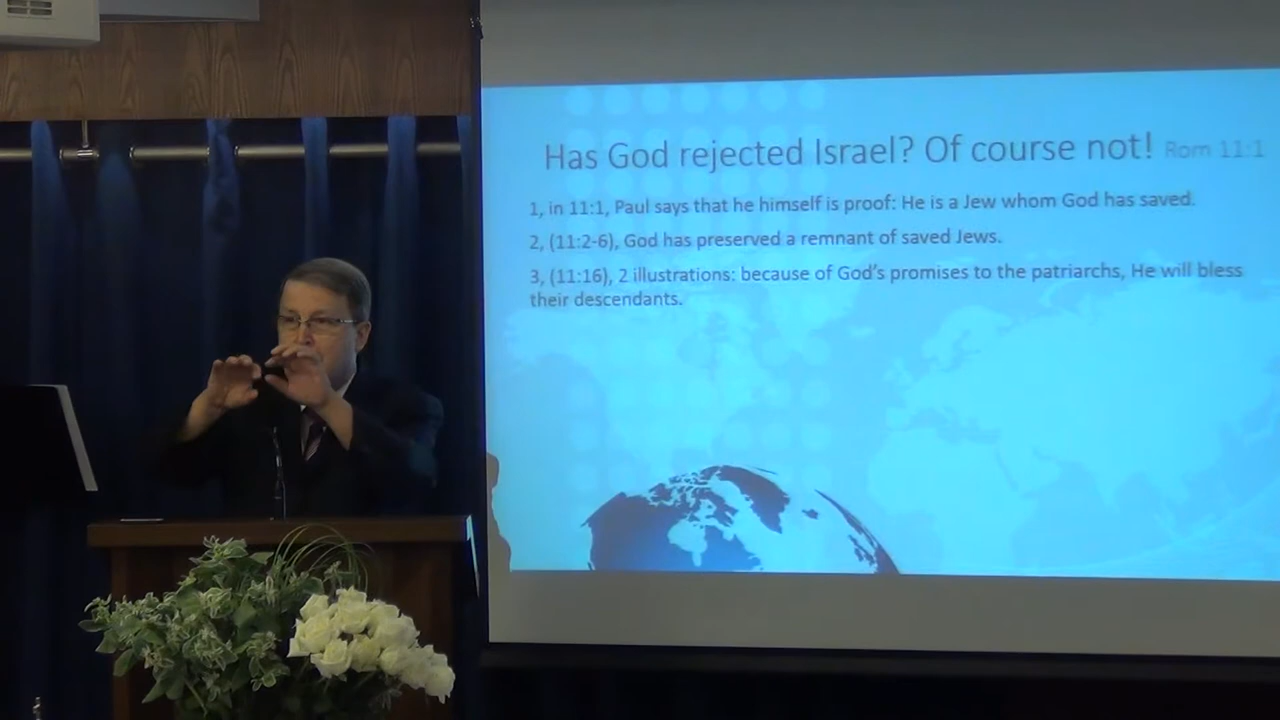 Has God rejected Israel? Of course not! Rom 11:1
1, in 11:1, Paul says that he himself is proof: He is a Jew whom God has saved.
2, (11:2-6), God has preserved a remnant of saved Jews.
3, (11:16), 2 illustrations: because of God's promises to the patriarchs, He will bless
their descendants.